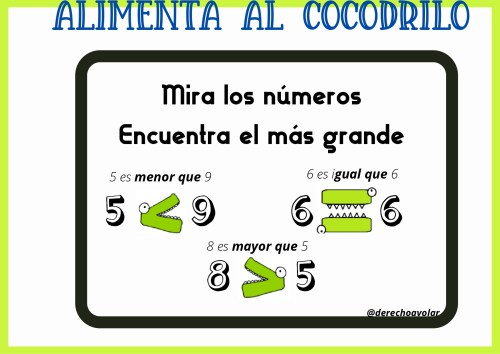 ALIMENTA AL COCODRILO
Mira los números
Encuentra el más grande
5 es menor que 9
6 es igual que 6
5 9
6 6
8 es mayor que 5
8 5
@derechoavolar